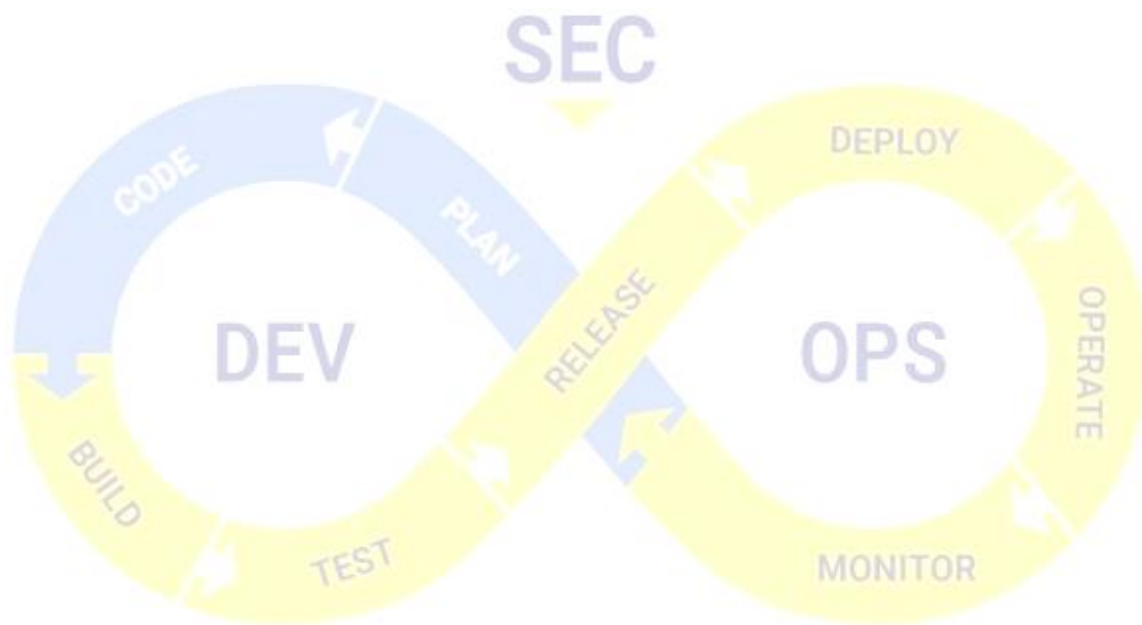 SEC
DEPLOY
CODE
PLAN
RELEASE
DEV
OPS
OPERATE
BUILD
TEST
MONITOR